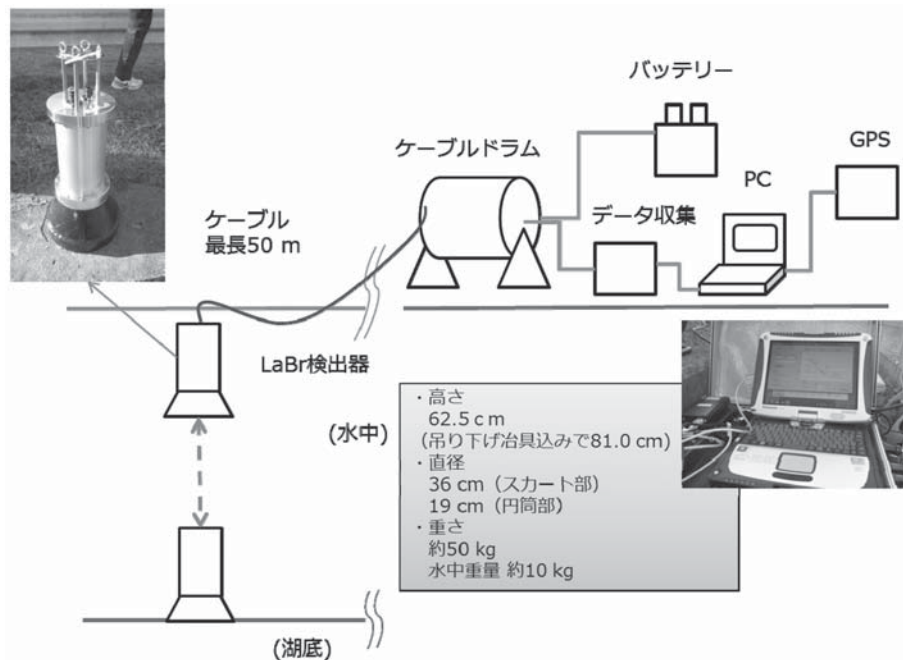 バッテリー
GPS
ケーブルドラム
PC
データ収集
ケーブル
最長50 m
LaBr検出器
(水中)
・高さ
62.5ｃｍ
(吊り下げ冶具込みで81.0 cm)
・直径
36 cm（スカート部）
19 cm（円筒部）
・重さ
約50 kg
水中重量 約10 kg
(湖底)